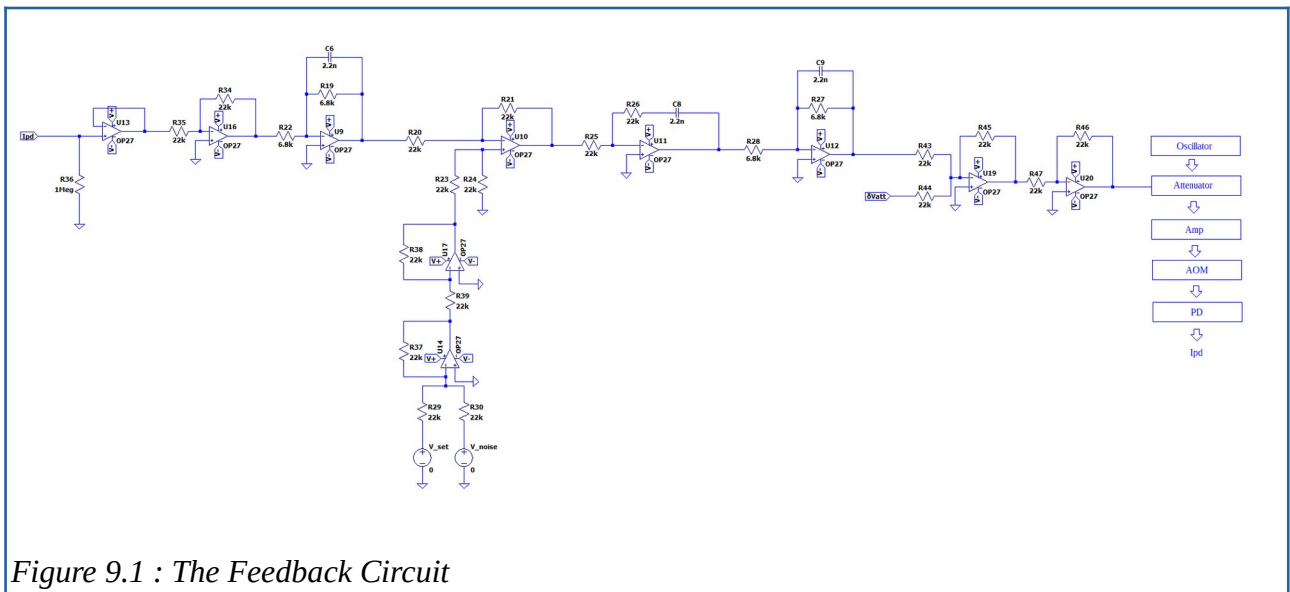 C6
2.2n
R19
6.8k
C9
2.2n
R27
6.8k
R34
22k
U13
OP27
V+
V-
Ipd
R36
1Meg
R35
22k
U16
OP27
V+
V-
R22
6.8k
U9
OP27
V+
V-
R20
22k
R21
22k
U10
OP27
V+
V-
R23
22k
R24
22k
R25
22k
R26
22k
C8
2.2n
U11
OP27
V+
V-
R28
6.8k
U12
OP27
V+
V-
R43
22k
δVatt
R44
22k
R45
22k
U19
OP27
V+
V-
R47
22k
R46
22k
U20
OP27
V+
V-
Oscillator
Attenuator
Amp
AOM
PD
Ipd
R38
22k
U17
OP27
V+
V-
R39
22k
R37
22k
U14
OP27
V+
V-
R29
22k
R30
22k
V_set
0
V_noise
0
Figure 9.1 : The Feedback Circuit